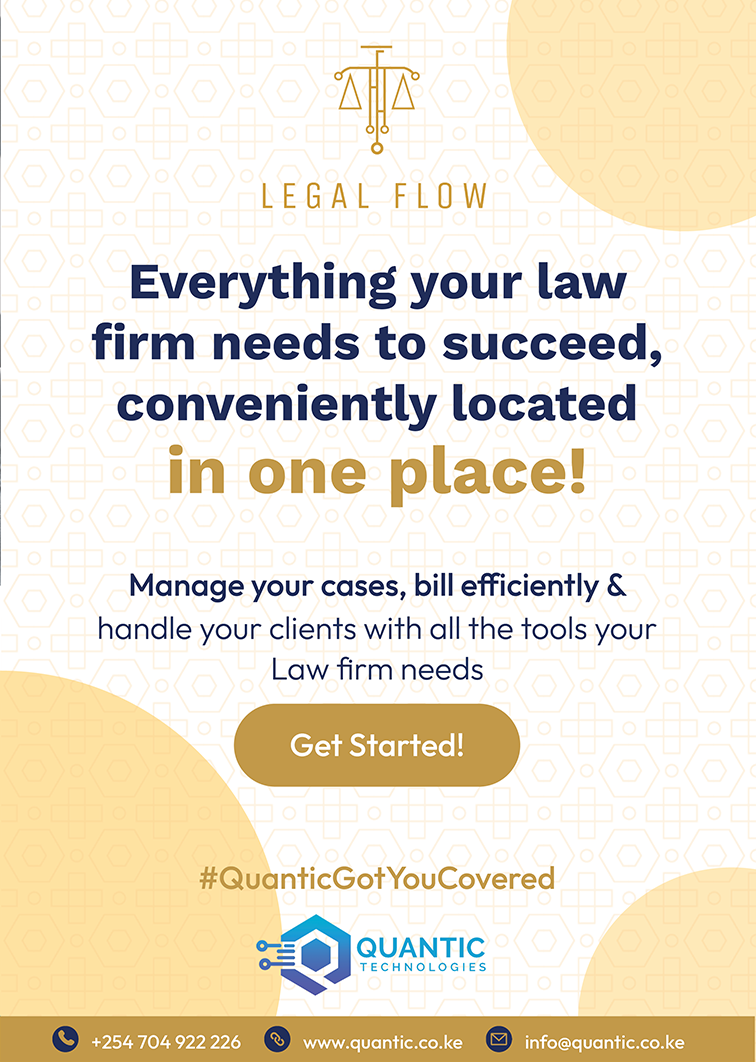 LEGAL FLOW
Everything your law
firm needs to succeed,
conveniently located
in one place!
Manage your cases, bill efficiently &
handle your clients with all the tools your
Law firm needs
Get Started!
#QuanticGotYouCovered
QUANTIC
TECHNOLOGIES
+254 704 922 226 www.quantic.co.ke info@quantic.co.ke